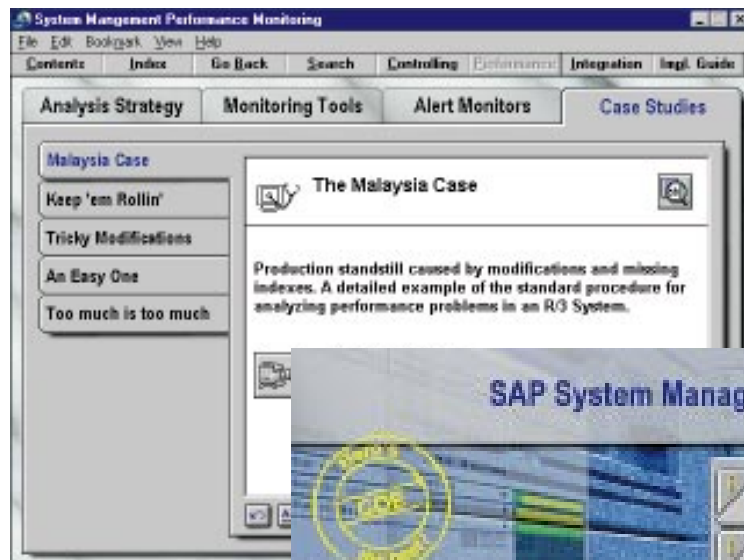 System Mangement Performance Monitoring
File Edit Bookmark View Help
Contents Index Go Back Search Controlling Performance Integration Impl. Guide
Analysis Strategy Monitoring Tools Alert Monitors Case Studies
Malaysia Case
Keep 'em Rollin'
Tricky Modifications
An Easy One
Too much is too much
The Malaysia Case
Production standstill caused by modifications and missing
indexes. A detailed example of the standard procedure for
analyzing performance problems in an R/3 System.
SAP System Manag